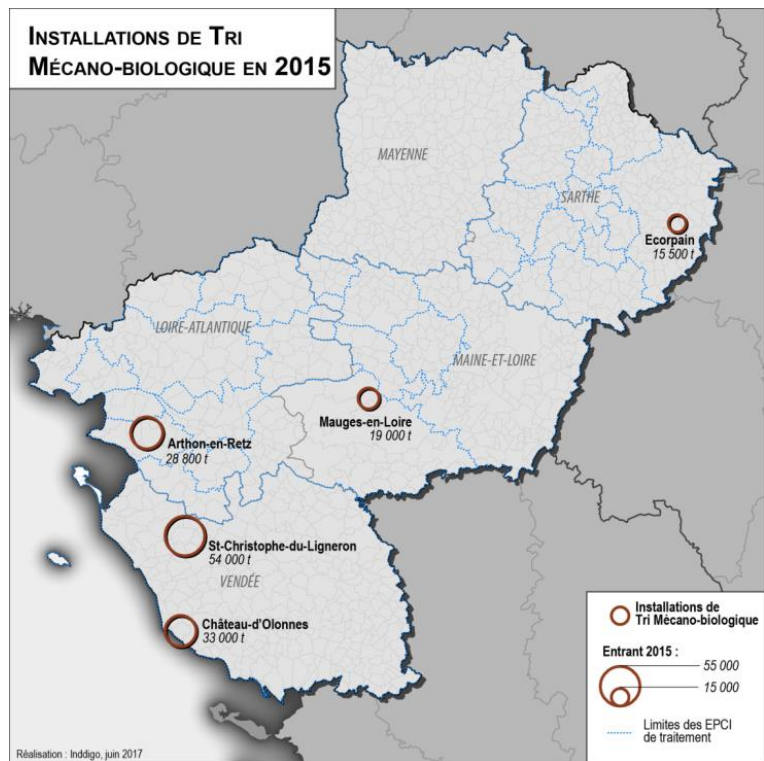 INSTALLATIONS DE TRI
MÉCANO-BIOLOGIQUE EN 2015
MAYENNE
SARTHE
Ecorpain
15 500 t
LOIRE-ATLANTIQUE
MAINE-ET-LOIRE
Mauges-en-Loire
19 000 t
Arthon-en-Retz
28 800 t
St-Christophe-du-Ligneron
54 000 t
VENDÉE
Château-d'Olonnes
33 000 t
Installations de
Tri Mécano-biologique
Entrant 2015 :
55 000
15 000
Limites des EPCI
de traitement
Réalisation : Inddigo, juin 2017